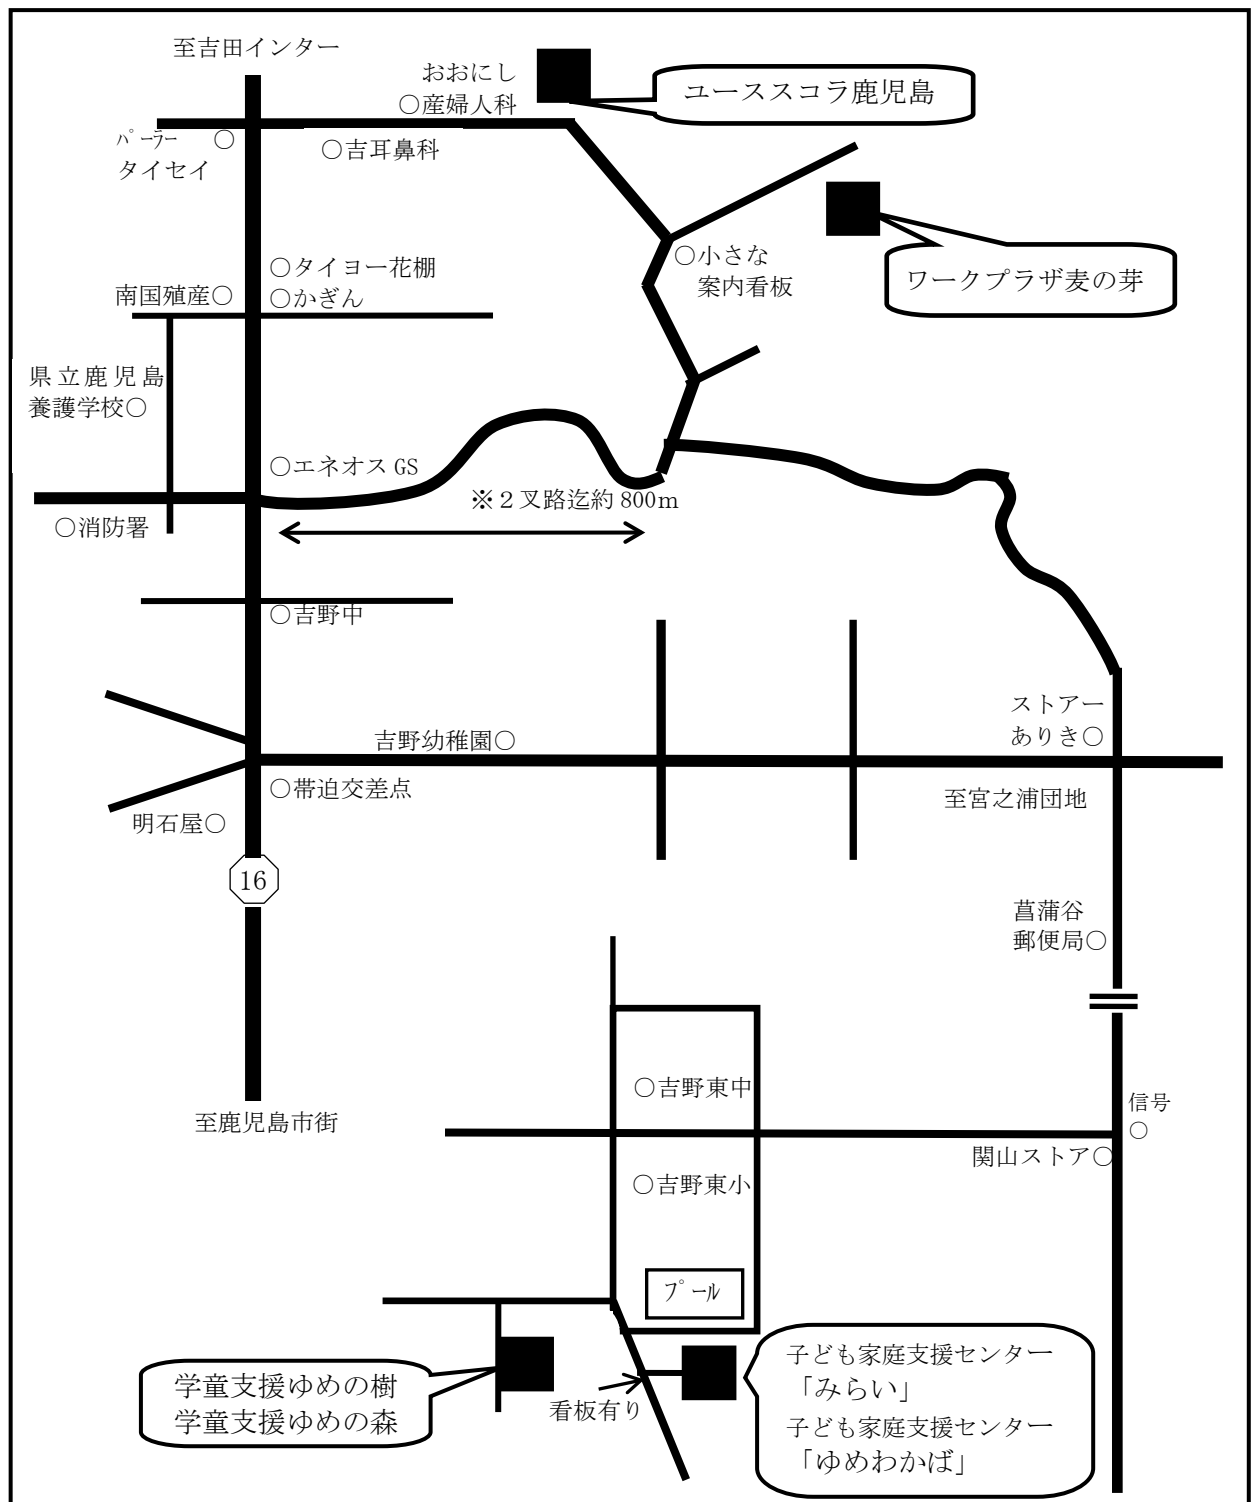 至吉田インター
おおにし
○産婦人科
ユーススコラ鹿児島
パーラー ○
タイセイ
○吉耳鼻科
○小さな
案内看板
ワークプラザ麦の芽
○タイヨー花棚
○かぎん
南国殖産○
県立鹿児島
養護学校○
○エネオス GS
※２叉路迄約 800m
○消防署
○吉野中
ストアー
ありき○
吉野幼稚園○
○帯迫交差点
至宮之浦団地
明石屋○
16
菖蒲谷
郵便局○
○吉野東中
信号
○
至鹿児島市街
関山ストア○
○吉野東小
プール
学童支援ゆめの樹
学童支援ゆめの森
看板有り
子ども家庭支援センター
「みらい」
子ども家庭支援センター
「ゆめわかば」